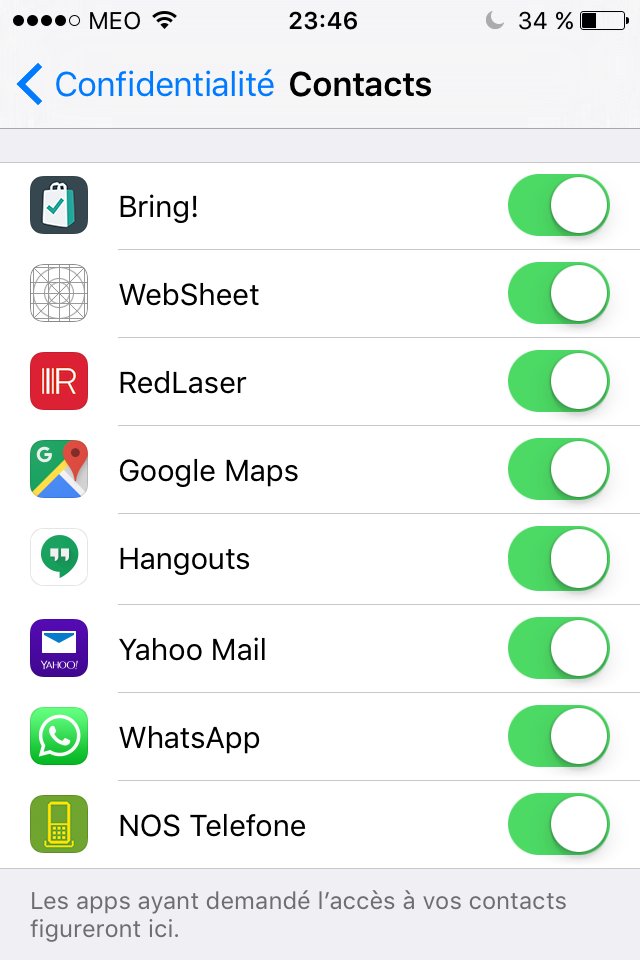 MEO 23:46 34 %
Confidentialité Contacts
Bring!
WebSheet
RedLaser
Google Maps
Hangouts
YAHOO! Yahoo Mail
WhatsApp
NOS Telefone
Les apps ayant demandé l’accès à vos contacts
figureront ici.